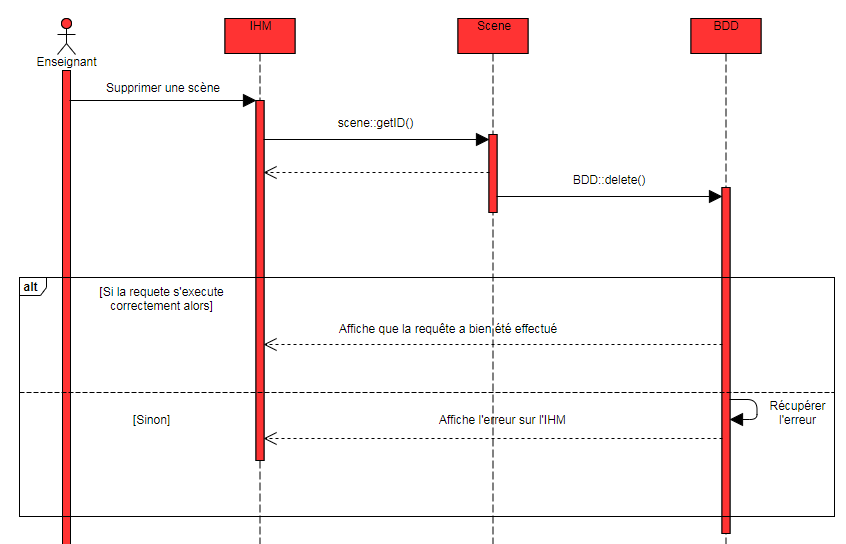 Enseignant
IHM
Scene
BDD
Supprimer une scène
scene::getID()
BDD::delete()
alt
[Si la requete s'execute
correctement alors]
Affiche que la requête a bien été effectué
[Sinon]
Affiche l'erreur sur l'IHM
Récupérer
l'erreur